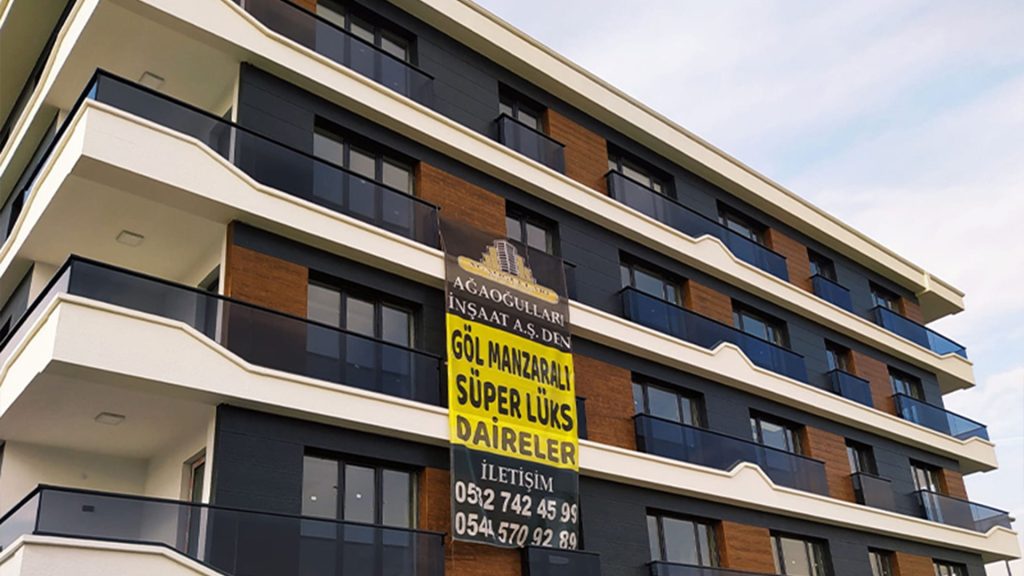 AĞAOĞULLARI
İNŞAAT A.Ş. DEN
GÖL MANZARALI
SÜPER LÜKS
DAİRELER
İLETİŞİM
0532 742 45 99
0544 570 92 89